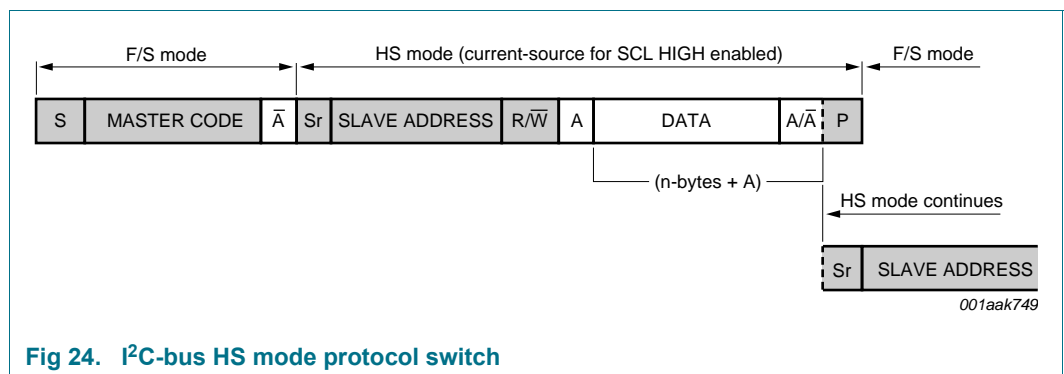 F/S mode HS mode (current-source for SCL HIGH enabled) F/S mode
S MASTER CODE A̅ Sr SLAVE ADDRESS R/W̅ A DATA A/A̅ P
(n-bytes + A)
HS mode continues
Sr SLAVE ADDRESS
001aak749
Fig 24. I²C-bus HS mode protocol switch